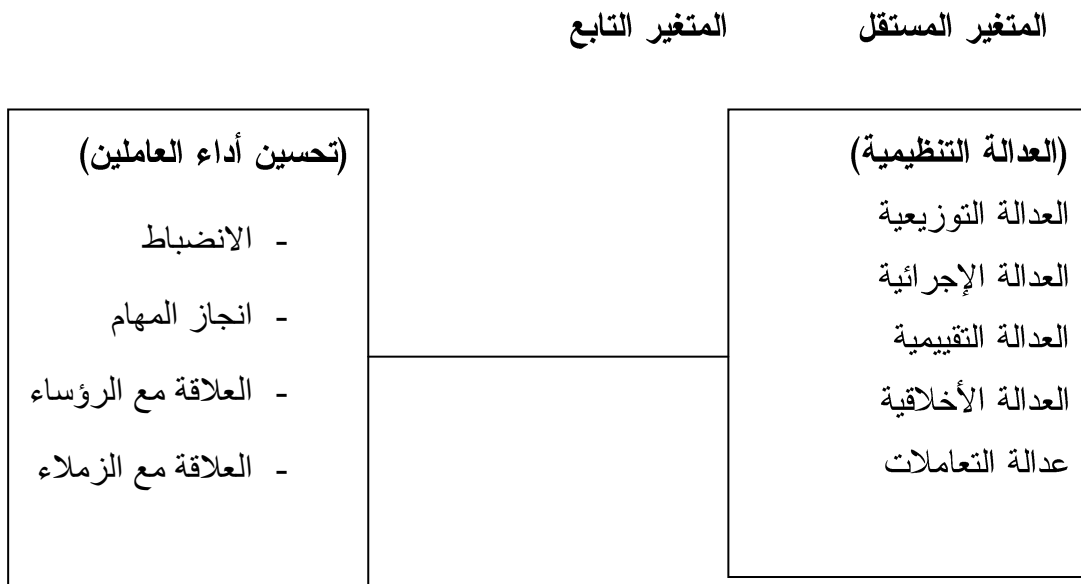 المتغير المستقل المتغير التابع
(العدالة التنظيمية)
العدالة التوزيعية
العدالة الإجرائية
العدالة التقييمية
العدالة الأخلاقية
عدالة التعاملات
(تحسين أداء العاملين)
- الانضباط
- انجاز المهام
- العلاقة مع الرؤساء
- العلاقة مع الزملاء